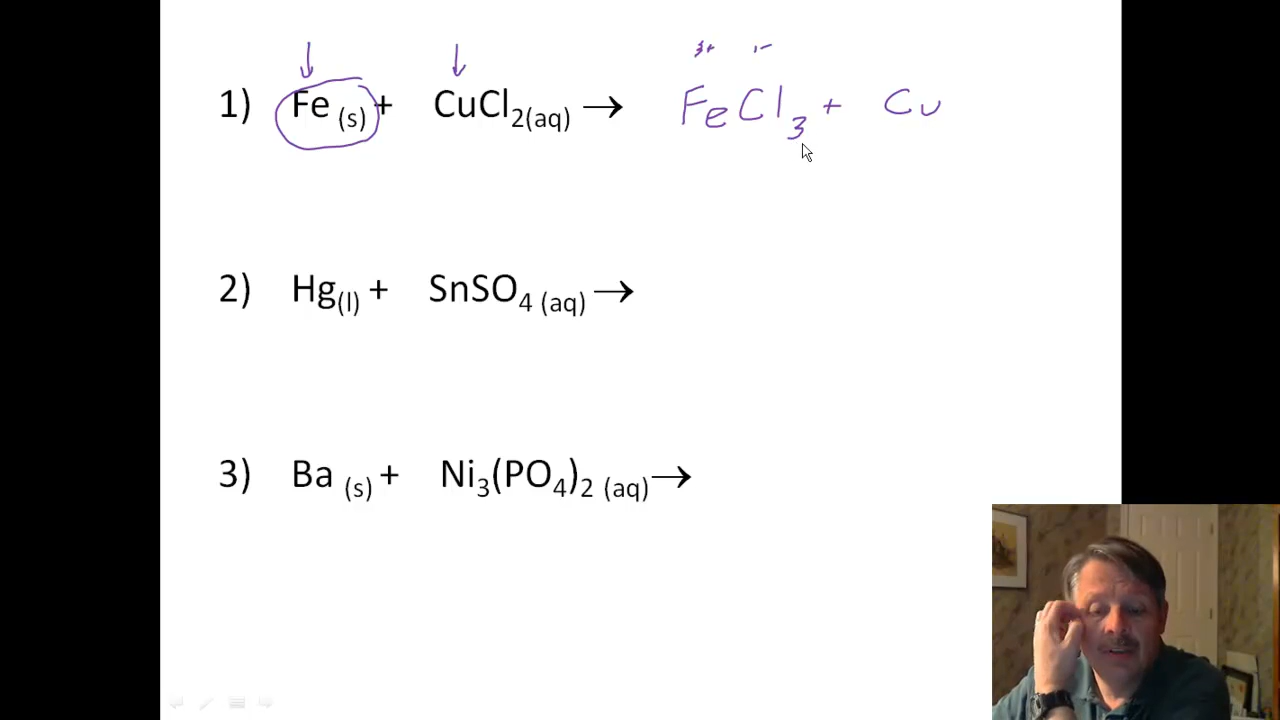 3+ 1-
1) Fe (s) + CuCl2(aq) → FeCl3 + Cu
2) Hg(l) + SnSO4 (aq) →
3) Ba (s) + Ni3(PO4)2 (aq) →